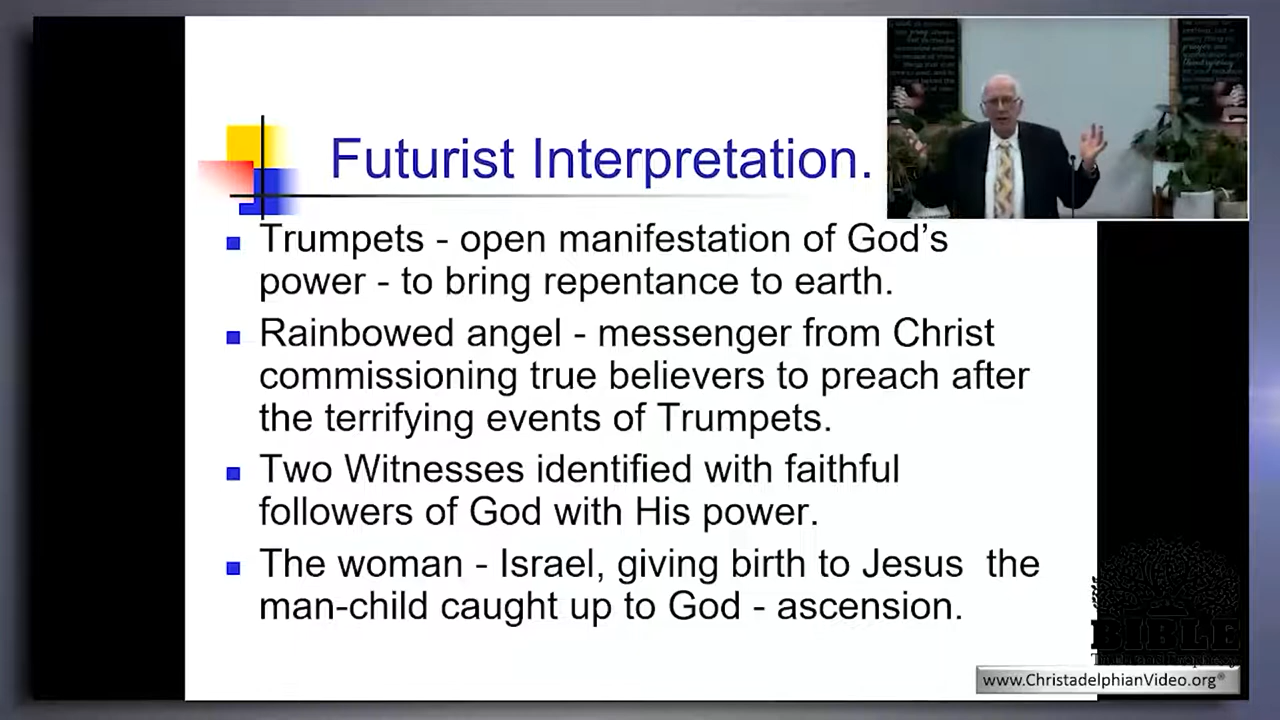 Futurist Interpretation.
Trumpets - open manifestation of God’s
power - to bring repentance to earth.
Rainbowed angel - messenger from Christ
commissioning true believers to preach after
the terrifying events of Trumpets.
Two Witnesses identified with faithful
followers of God with His power.
The woman - Israel, giving birth to Jesus the
man-child caught up to God - ascension.
BIBLE
www.ChristadelphianVideo.org®